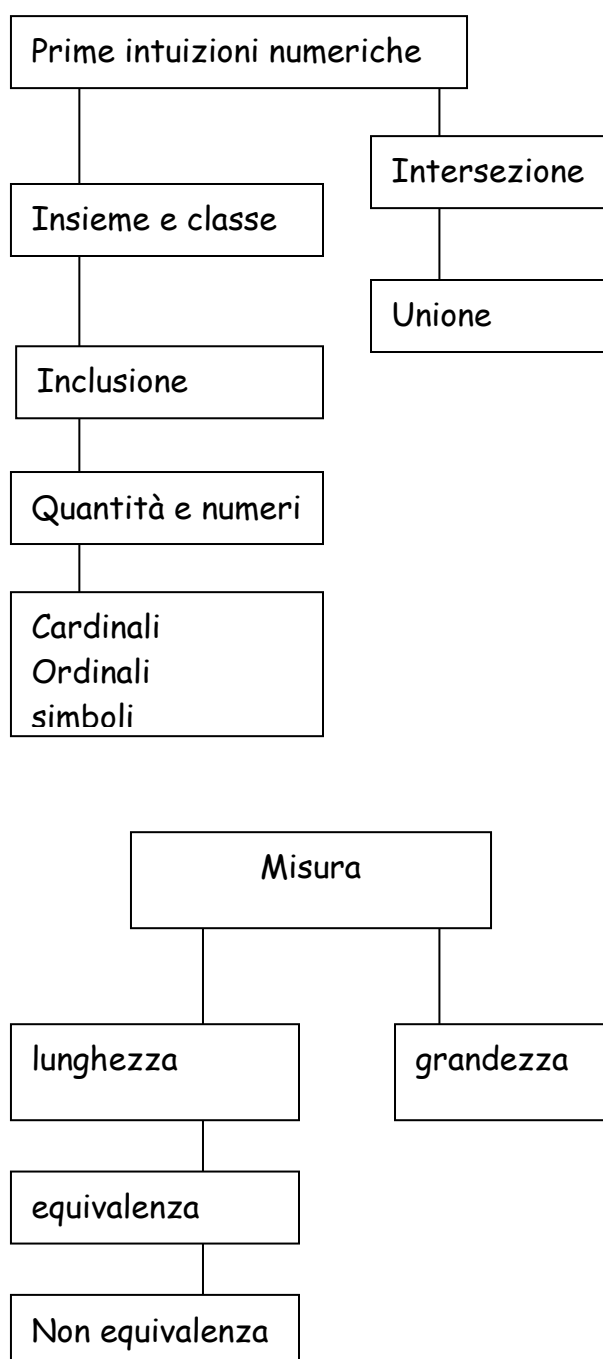 Prime intuizioni numeriche
Intersezione
Insieme e classe
Unione
Inclusione
Quantità e numeri
Cardinali
Ordinali
simboli
Misura
lunghezza
grandezza
equivalenza
Non equivalenza